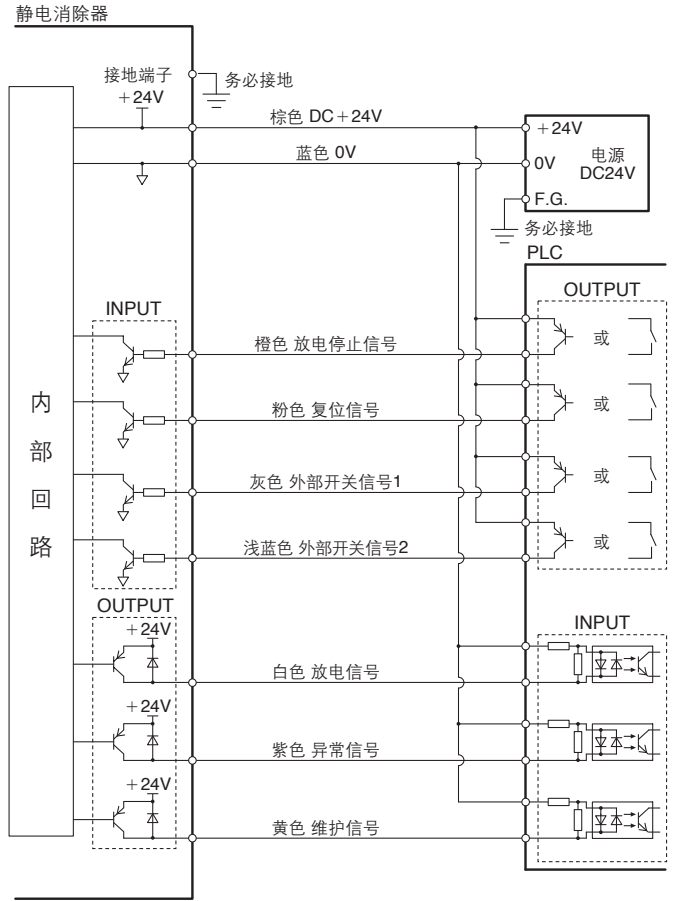 静电消除器
接地端子
务必接地
+24V
棕色 DC+24V
+24V
蓝色 0V
0V
电源
DC24V
F.G.
务必接地
PLC
OUTPUT
INPUT
橙色 放电停止信号
或
粉色 复位信号
或
灰色 外部开关信号1
或
浅蓝色 外部开关信号2
或
内
部
回
路
OUTPUT
+24V
INPUT
白色 放电信号
+24V
紫色 异常信号
+24V
黄色 维护信号